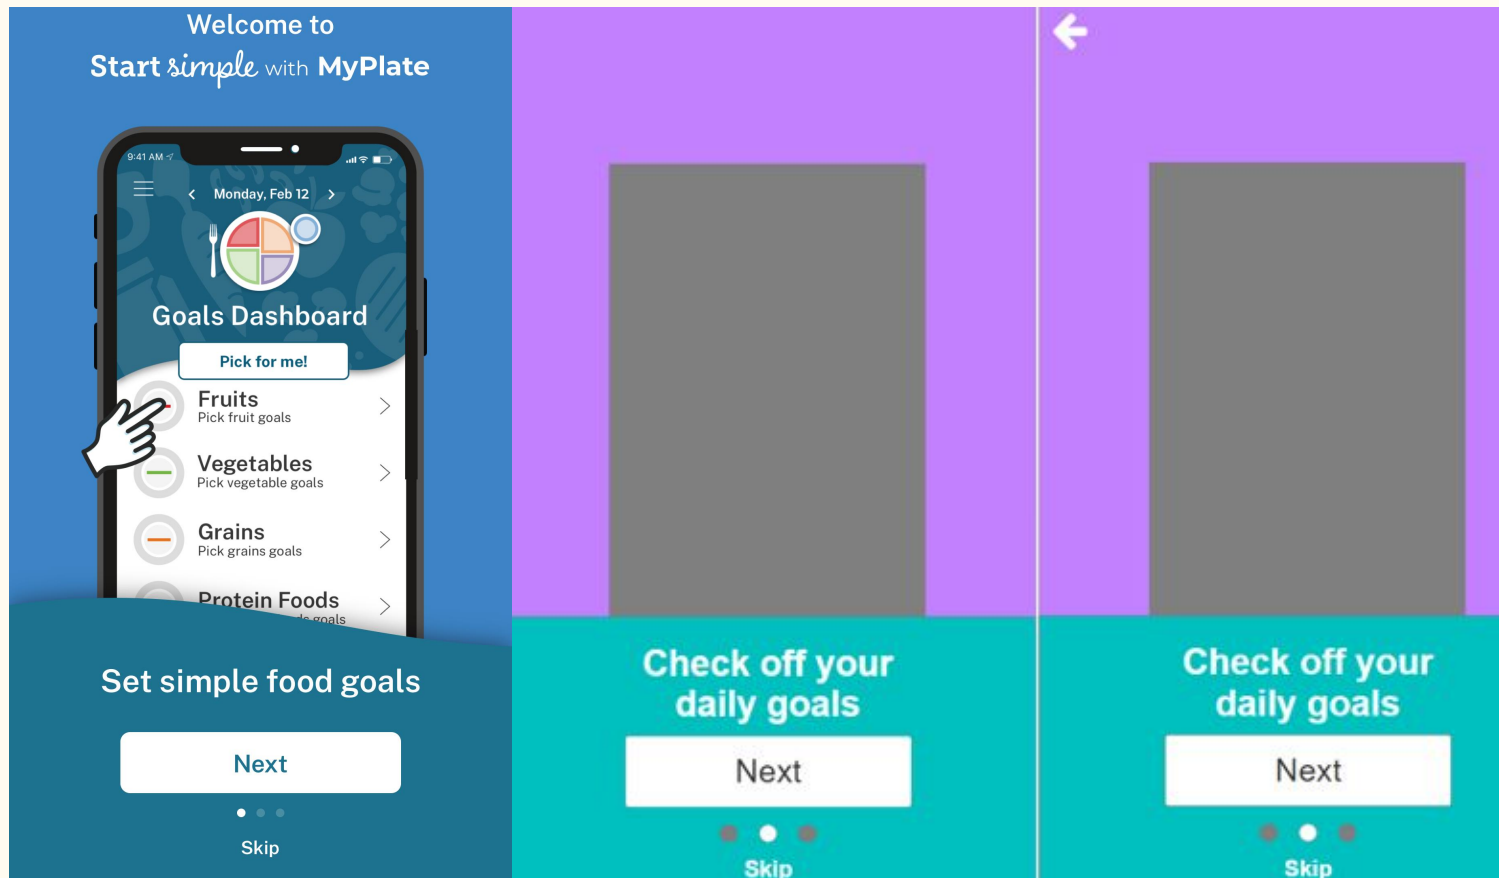 Welcome to
Start simple with MyPlate
9:41 AM
Monday, Feb 12
Goals Dashboard
Pick for me!
Fruits
Pick fruit goals
Vegetables
Pick vegetable goals
Grains
Pick grains goals
Protein Foods
goals
Set simple food goals
Next
Skip
Check off your
daily goals
Next
Skip
Check off your
daily goals
Next
Skip